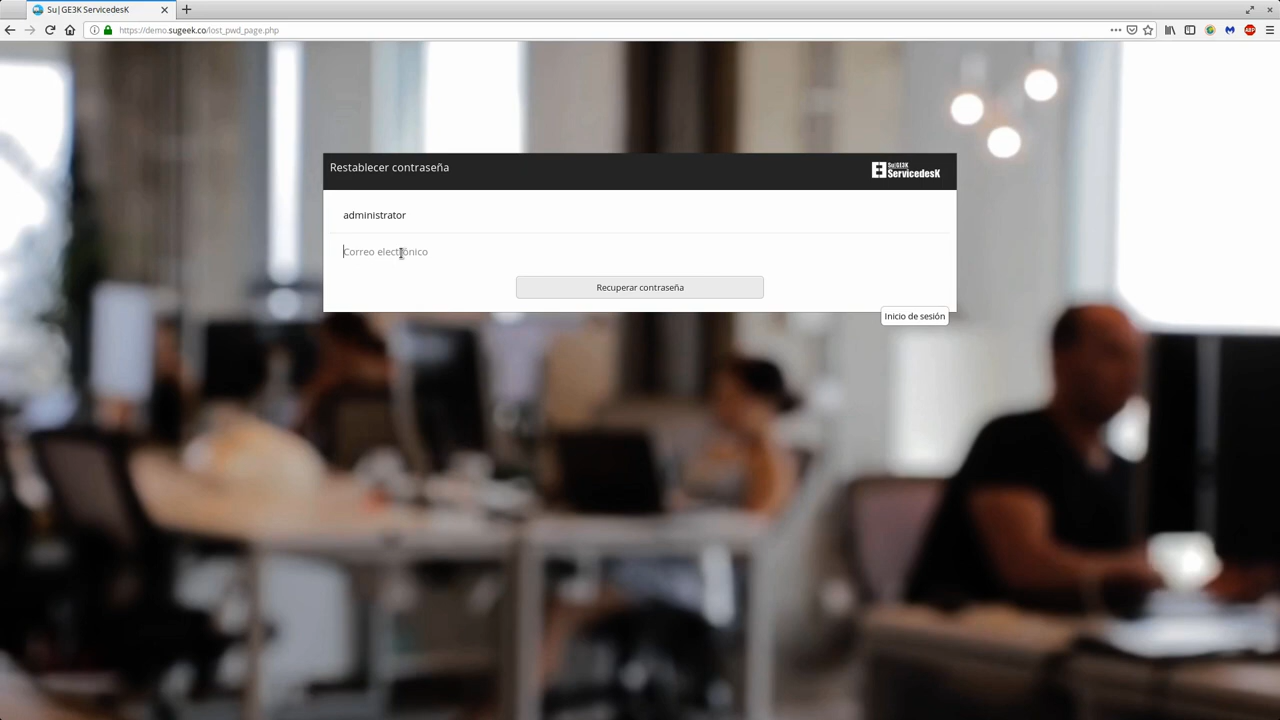 Su|GE3K ServicedesK
https://demo.sugeek.co/lost_pwd_page.php
ABP
Restablecer contraseña
Su|GE3K
ServicedesK
administrator
Correo electrónico
Recuperar contraseña
Inicio de sesión